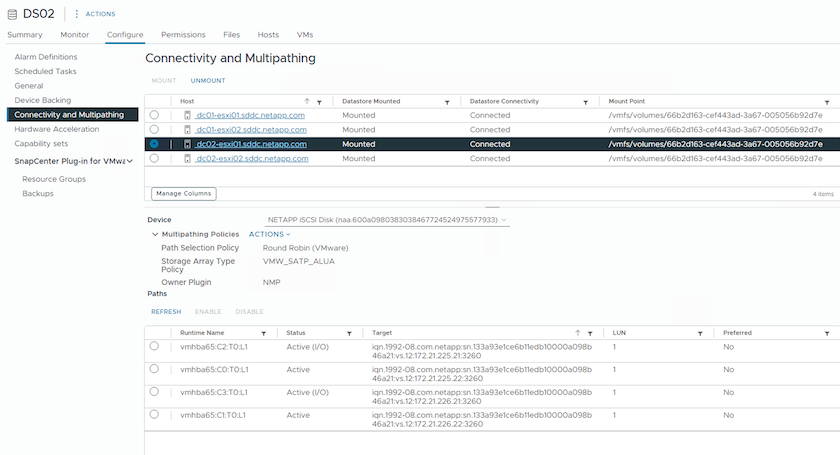 DS02
ACTIONS
Summary Monitor Configure Permissions Files Hosts VMs
Alarm Definitions
Scheduled Tasks
General
Device Backing
Connectivity and Multipathing
Hardware Acceleration
Capability sets
SnapCenter Plug-in for VMwa
Resource Groups
Backups
Connectivity and Multipathing
MOUNT UNMOUNT
Host Datastore Mounted Datastore Connectivity Mount Point
dc01-esxi01.sddc.netapp.com Mounted Connected /vmfs/volumes/66b2d163-cef443ad-3a67-005056b92d7e
dc01-esxi02.sddc.netapp.com Mounted Connected /vmfs/volumes/66b2d163-cef443ad-3a67-005056b92d7e
dc02-esxi01.sddc.netapp.com Mounted Connected /vmfs/volumes/66b2d163-cef443ad-3a67-005056b92d7e
dc02-esxi02.sddc.netapp.com Mounted Connected /vmfs/volumes/66b2d163-cef443ad-3a67-005056b92d7e
Manage Columns 4 items
Device NETAPP iSCSI Disk (naa.600a098038303846772452497557 7933)
Multipathing Policies ACTIONS
Path Selection Policy Round Robin (VMware)
Storage Array Type VMW_SATP_ALUA
Policy
Owner Plugin NMP
Paths
REFRESH ENABLE DISABLE
Runtime Name Status Target LUN Preferred
vmhba65:C2:T0:L1 Active (I/O) iqn.1992-08.com.netapp:sn.133a93e1ce6b11edb10000a098b 1 No
46a21:vs.12:172.21.225.21:3260
vmhba65:C0:T0:L1 Active iqn.1992-08.com.netapp:sn.133a93e1ce6b11edb10000a098b 1 No
46a21:vs.12:172.21.225.22:3260
vmhba65:C3:T0:L1 Active (I/O) iqn.1992-08.com.netapp:sn.133a93e1ce6b11edb10000a098b 1 No
46a21:vs.12:172.21.226.21:3260
vmhba65:C1:T0:L1 Active iqn.1992-08.com.netapp:sn.133a93e1ce6b11edb10000a098b 1 No
46a21:vs.12:172.21.226.22:3260